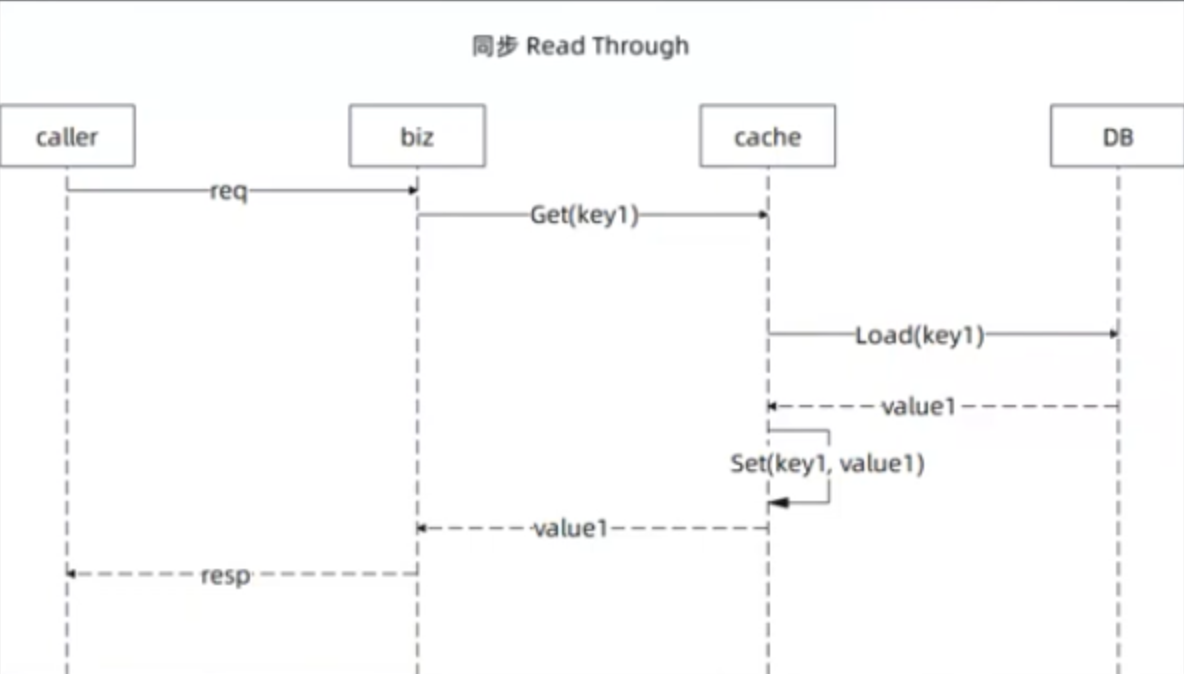 同步 Read Through
caller
biz
cache
DB
req
Get(key1)
Load(key1)
value1
Set(key1, value1)
value1
resp